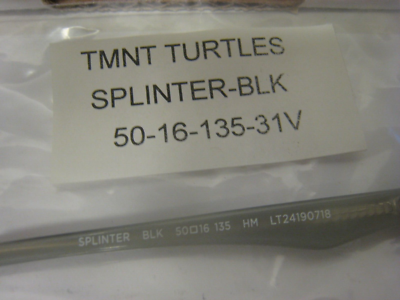 TMNT TURTLES
SPLINTER-BLK
50-16-135-31V
SPLINTER BLK 50□16 135 HM LT24190718